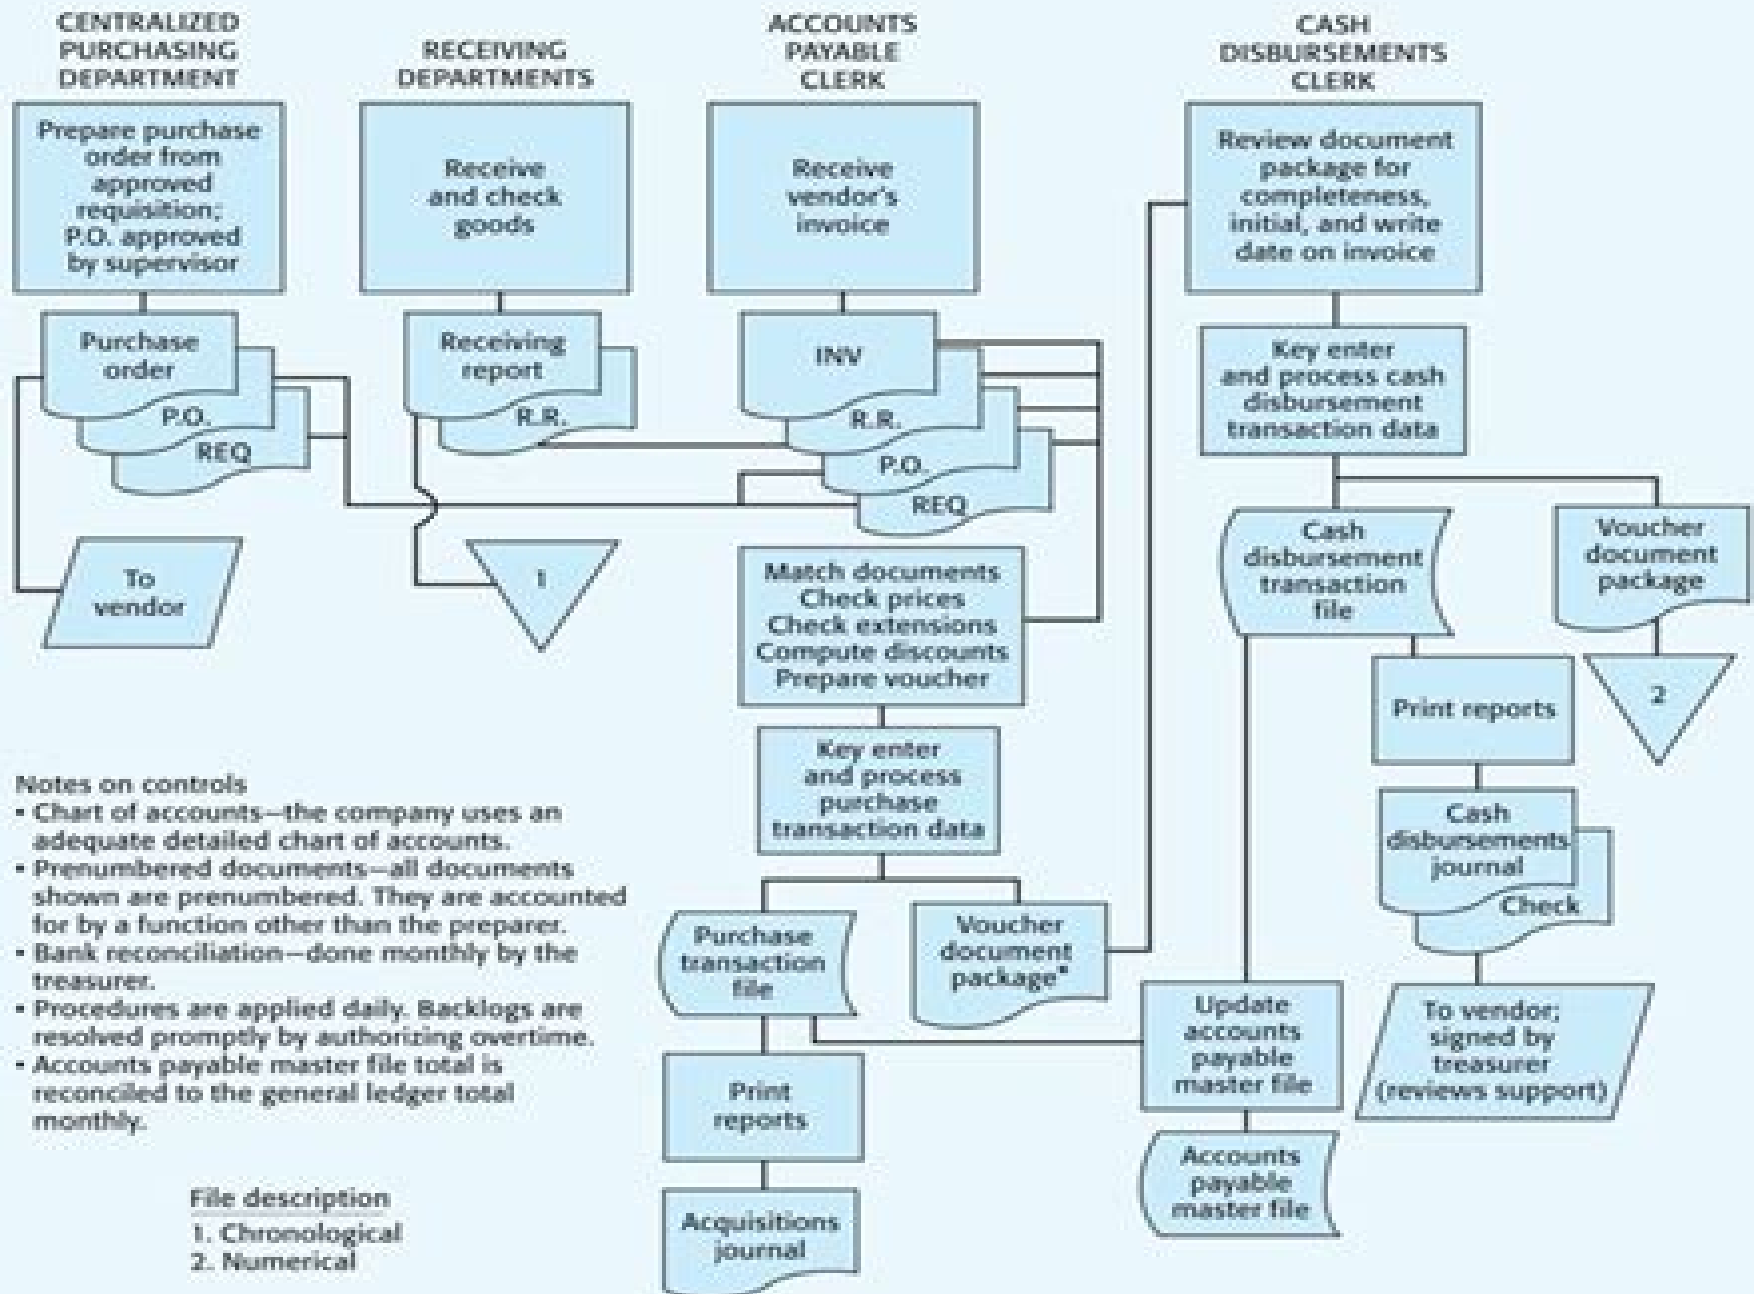 CENTRALIZED
PURCHASING
DEPARTMENT
RECEIVING
DEPARTMENTS
ACCOUNTS
PAYABLE
CLERK
CASH
DISBURSEMENTS
CLERK
Prepare purchase
order from
approved
requisition;
P.O. approved
by supervisor
Receive
and check
goods
Receive
vendor's
invoice
Review document
package for
completeness,
initial, and write
date on invoice
Purchase
order
P.O.
REQ
Receiving
report
R.R.
INV
R.R.
P.O.
REQ
Key enter
and process cash
disbursement
transaction data
To
vendor
1
Match documents
Check prices
Check extensions
Compute discounts
Prepare voucher
Cash
disbursement
transaction
file
Voucher
document
package
2
Print reports
Key enter
and process
purchase
transaction data
Cash
disbursements
journal
Check
Purchase
transaction
file
Voucher
document
package*
Update
accounts
payable
master file
To vendor;
signed by
treasurer
(reviews support)
Print
reports
Accounts
payable
master file
Acquisitions
journal
Notes on controls
• Chart of accounts—the company uses an
adequate detailed chart of accounts.
• Prenumbered documents—all documents
shown are prenumbered. They are accounted
for by a function other than the preparer.
• Bank reconciliation—done monthly by the
treasurer.
• Procedures are applied daily. Backlogs are
resolved promptly by authorizing overtime.
• Accounts payable master file total is
reconciled to the general ledger total
monthly.
File description
1. Chronological
2. Numerical